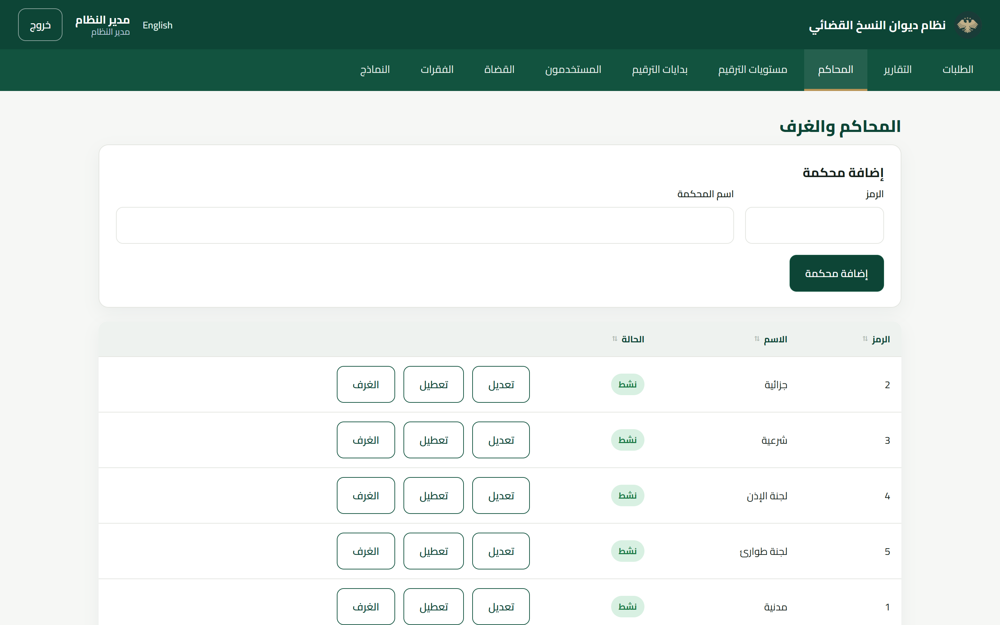 نظام ديوان النسخ القضائي
English
مدير النظام
مدير النظام
خروج
الطلبات
التقارير
المحاكم
مستويات الترقيم
بدايات الترقيم
المستخدمون
القضاة
الفقرات
النماذج
المحاكم والغرف
إضافة محكمة
الرمز
اسم المحكمة
إضافة محكمة
الرمز الاسم الحالة
2 جزائية نشط تعديل تعطيل الغرف
3 شرعية نشط تعديل تعطيل الغرف
4 لجنة الإذن نشط تعديل تعطيل الغرف
5 لجنة طوارئ نشط تعديل تعطيل الغرف
1 مدنية نشط تعديل تعطيل الغرف